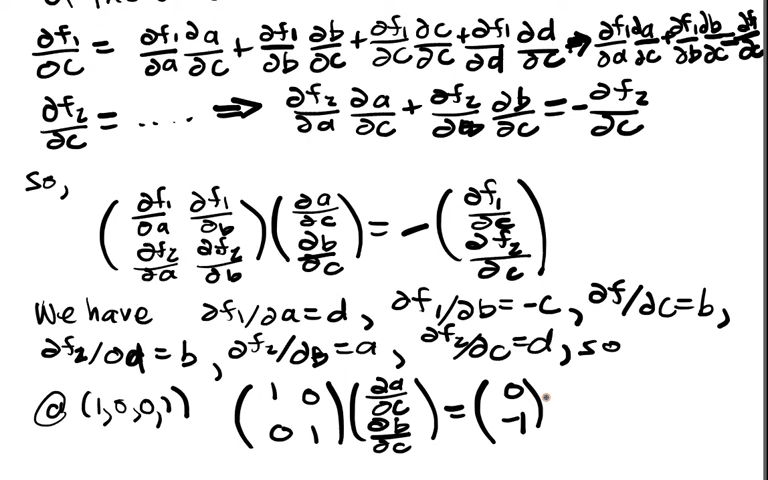 ∂f₁/∂c = ∂f₁/∂a ∂a/∂c + ∂f₁/∂b ∂b/∂c + ∂f₁/∂c ∂c/∂c + ∂f₁/∂d ∂d/∂c ⇒ ∂f₁/∂a ∂a/∂c + ∂f₁/∂b ∂b/∂c = -∂f₁/∂c
∂f₂/∂c = .... ⇒ ∂f₂/∂a ∂a/∂c + ∂f₂/∂b ∂b/∂c = -∂f₂/∂c
so,
(∂f₁/∂a ∂f₁/∂b; ∂f₂/∂a ∂f₂/∂b)(∂a/∂c; ∂b/∂c) = -(∂f₁/∂c; ∂f₂/∂c)
We have ∂f₁/∂a=d, ∂f₁/∂b=-c, ∂f/∂c=b,
∂f₂/∂d=b, ∂f₂/∂b=a, ∂f₂/∂c=d, so
@ (1,0,0,1) (1 0; 0 1)(∂a/∂c; ∂b/∂c) = (0; -1)